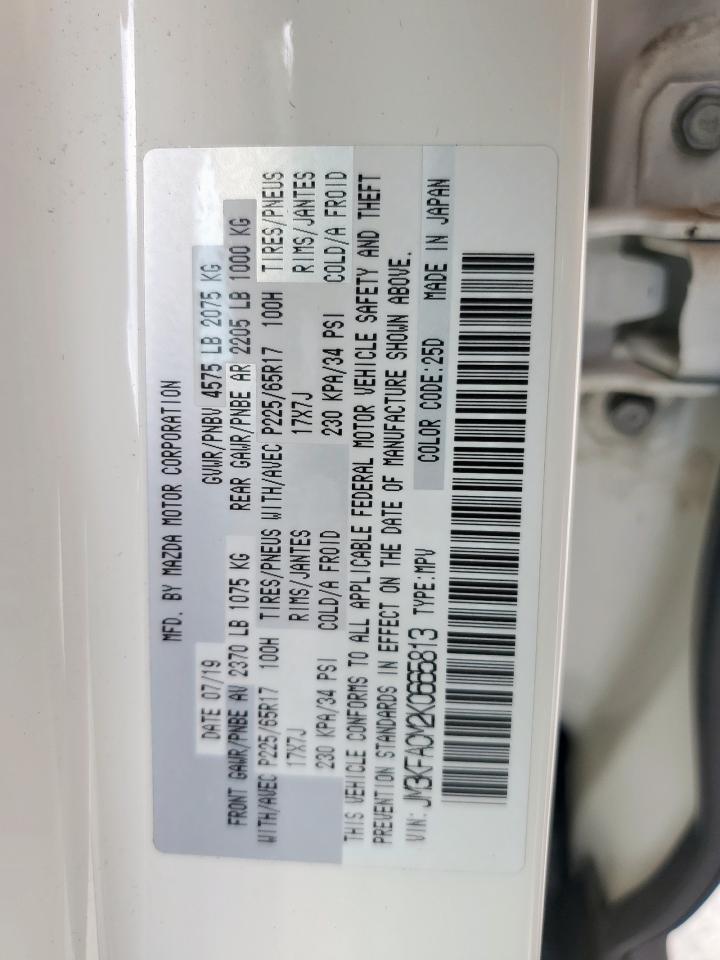 MFD. BY MAZDA MOTOR CORPORATION
DATE 07/19 GVWR/PNBV 4575 LB 2075 KG
FRONT GAWR/PNBE AV 2370 LB 1075 KG REAR GAWR/PNBE AR 2205 LB 1000 KG
WITH/AVEC P225/65R17 100H TIRES/PNEUS WITH/AVEC P225/65R17 100H TIRES/PNEUS
17X7J RIMS/JANTES 17X7J RIMS/JANTES
230 KPA/34 PSI COLD/A FROID 230 KPA/34 PSI COLD/A FROID
THIS VEHICLE CONFORMS TO ALL APPLICABLE FEDERAL MOTOR VEHICLE SAFETY AND THEFT
PREVENTION STANDARDS IN EFFECT ON THE DATE OF MANUFACTURE SHOWN ABOVE.
VIN: JM3KFA0M2K0665813 TYPE:MPV COLOR CODE:25D MADE IN JAPAN